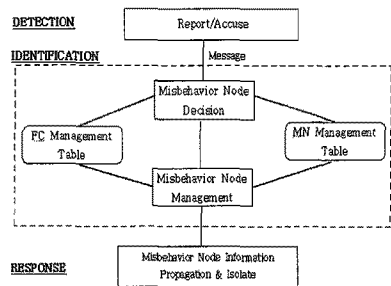 DETECTION
Report/Accuse
IDENTIFICATION
Message
Misbehavior Node
Decision
FC Management
Table
MN Management
Table
Misbehavior Node
Management
RESPONSE
Misbehavior Node Information
Propagation & Isolate